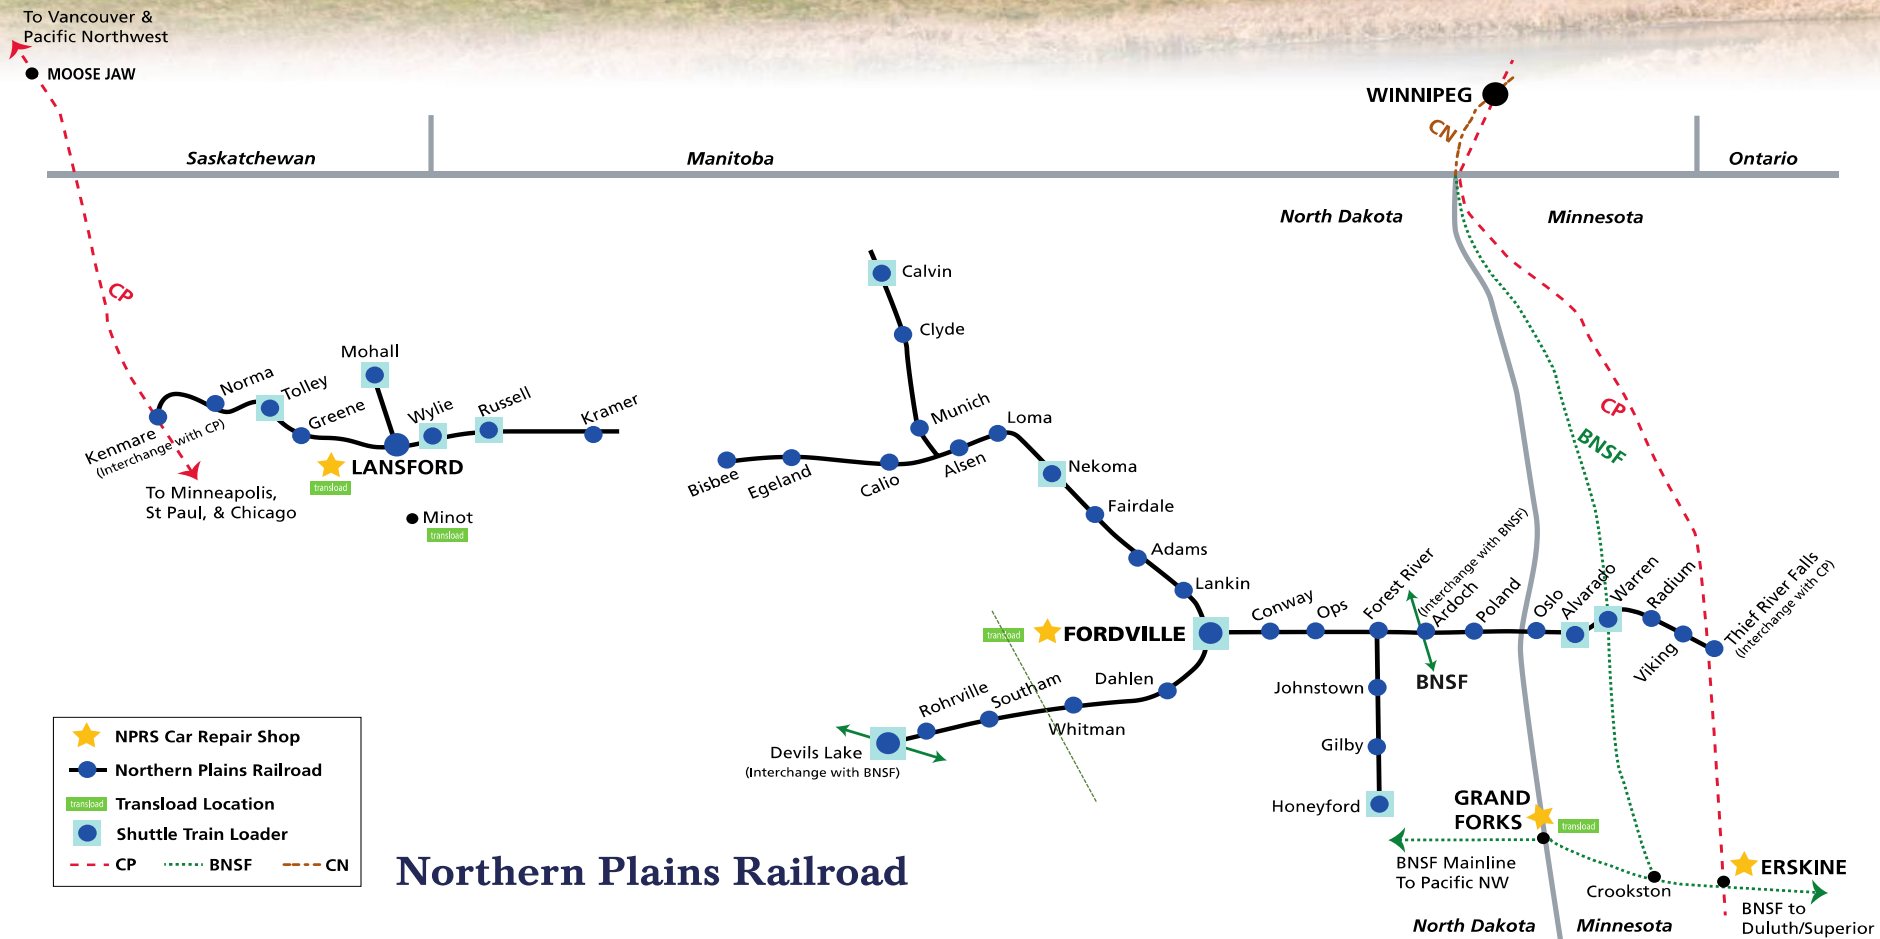 To Vancouver &
Pacific Northwest
MOOSE JAW
WINNIPEG
CN
Saskatchewan
Manitoba
Ontario
North Dakota
Minnesota
CP
Calvin
Clyde
Mohall
Norma
Tolley
Greene
Wylie
Russell
Kramer
Kenmare
(Interchange with CP)
LANSFORD
transload
To Minneapolis,
St Paul, & Chicago
Minot
transload
Munich
Loma
Bisbee
Egeland
Calio
Alsen
Nekoma
Fairdale
Adams
Lankin
CP
BNSF
transload
FORDVILLE
Conway
Ops
Forest River
(Interchange with BNSF)
Ardoch
Poland
Oslo
Alvarado
Warren
Radium
Viking
Thief River Falls
(Interchange with CP)
BNSF
Dahlen
Rohrville
Southam
Whitman
Devils Lake
(Interchange with BNSF)
Johnstown
Gilby
Honeyford
GRAND
FORKS
transload
BNSF Mainline
To Pacific NW
Crookston
ERSKINE
BNSF to
Duluth/Superior
North Dakota
Minnesota
NPRS Car Repair Shop
Northern Plains Railroad
transload
Transload Location
Shuttle Train Loader
CP
BNSF
CN
Northern Plains Railroad